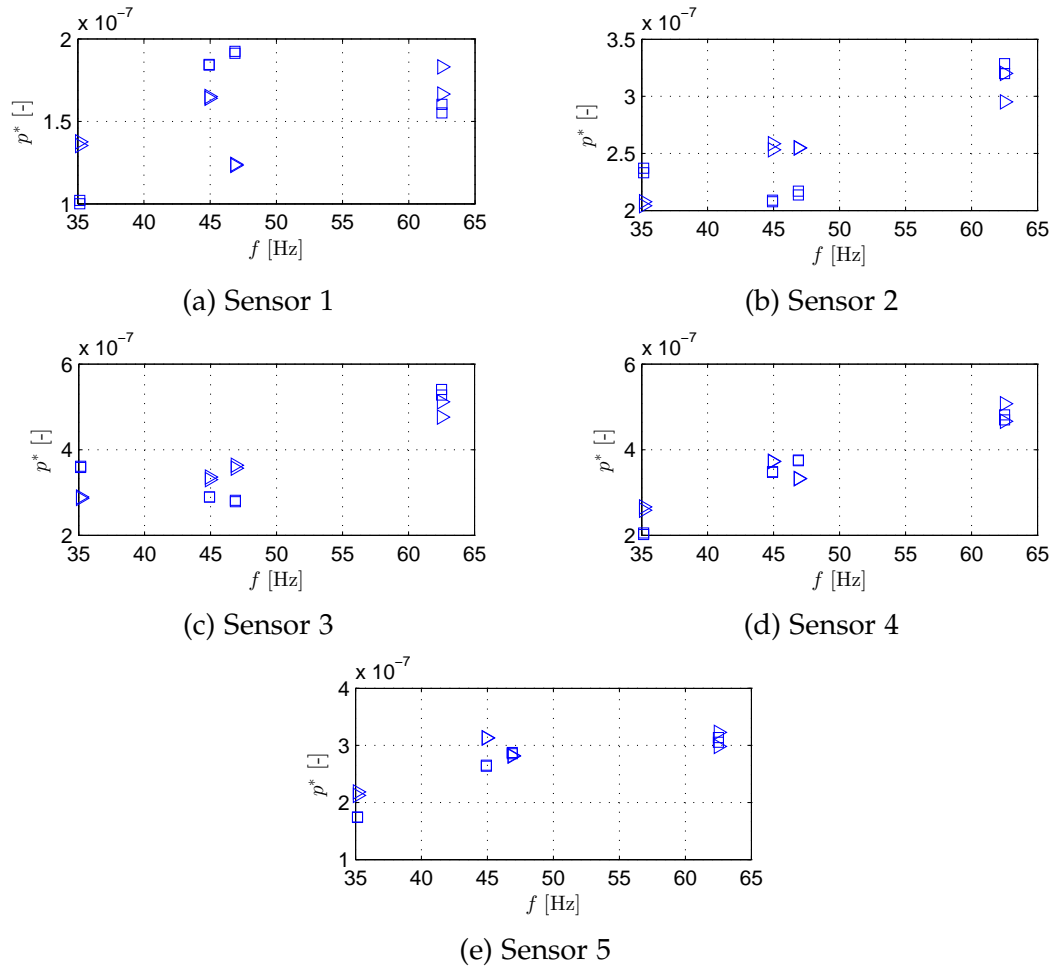 x 10⁻⁷
2
1.5
1
p* [-]
35 40 45 50 55 60 65
f [Hz]
(a) Sensor 1
x 10⁻⁷
3.5
3
2.5
2
p* [-]
35 40 45 50 55 60 65
f [Hz]
(b) Sensor 2
x 10⁻⁷
6
4
2
p* [-]
35 40 45 50 55 60 65
f [Hz]
(c) Sensor 3
x 10⁻⁷
6
4
2
p* [-]
35 40 45 50 55 60 65
f [Hz]
(d) Sensor 4
x 10⁻⁷
4
3
2
1
p* [-]
35 40 45 50 55 60 65
f [Hz]
(e) Sensor 5